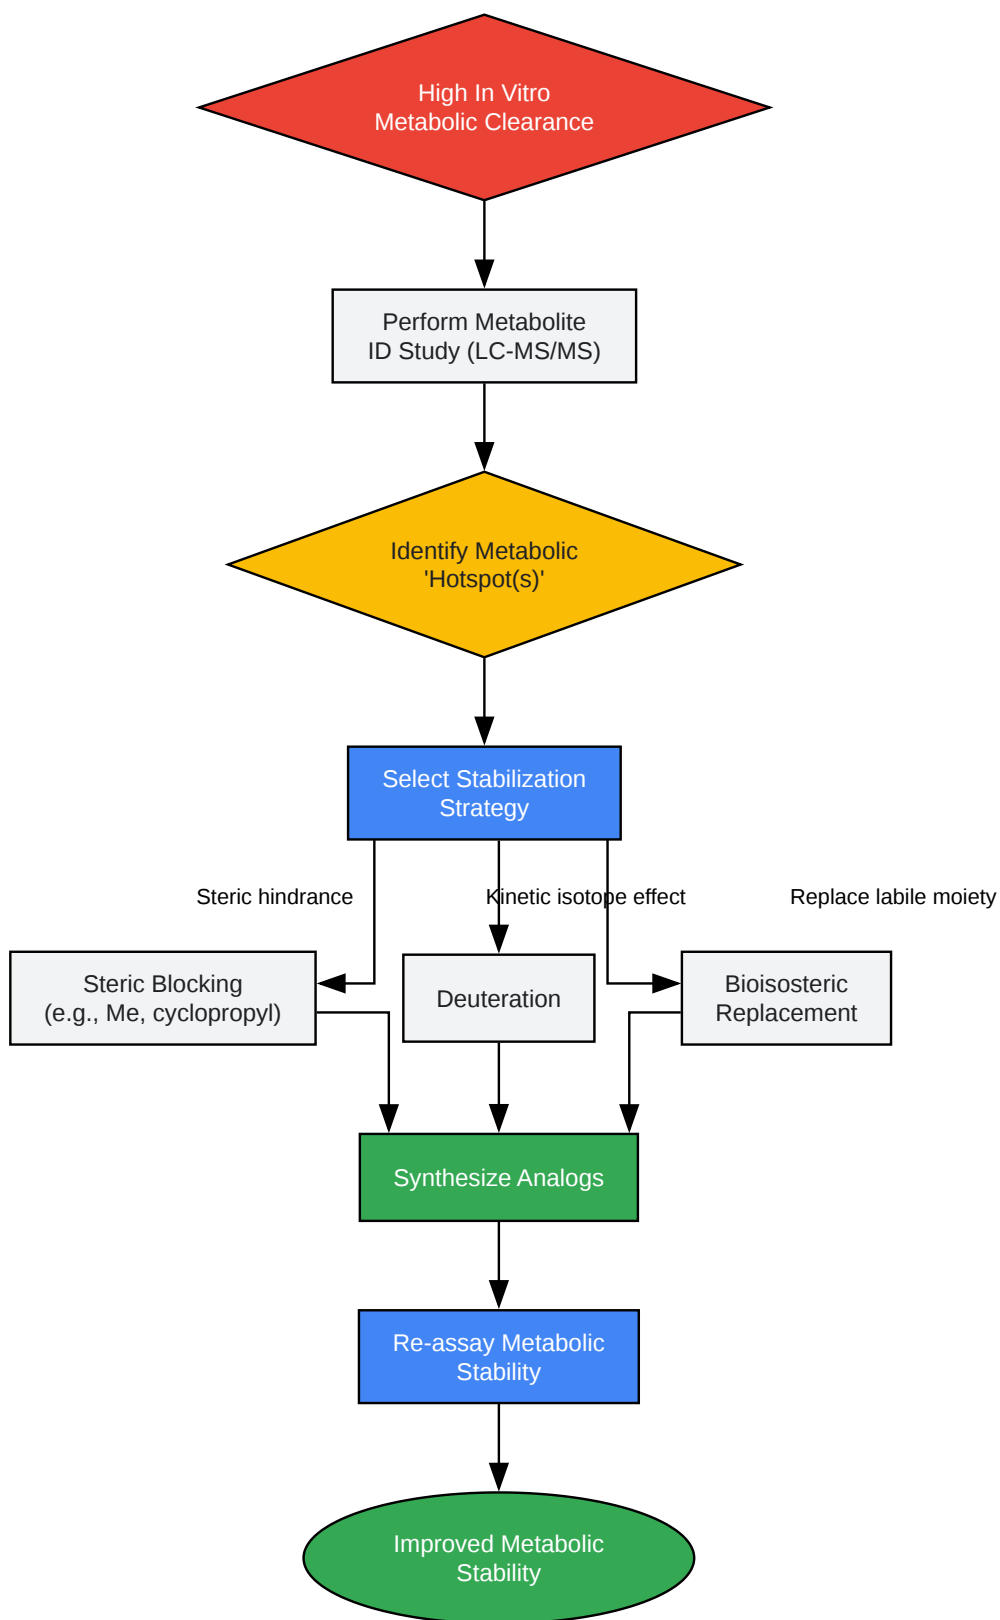 High In Vitro
Metabolic Clearance
Perform Metabolite
ID Study (LC-MS/MS)
Identify Metabolic
'Hotspot(s)'
Select Stabilization
Strategy
Steric hindrance
Kinetic isotope effect
Replace labile moiety
Steric Blocking
(e.g., Me, cyclopropyl)
Deuteration
Bioisosteric
Replacement
Synthesize Analogs
Re-assay Metabolic
Stability
Improved Metabolic
Stability